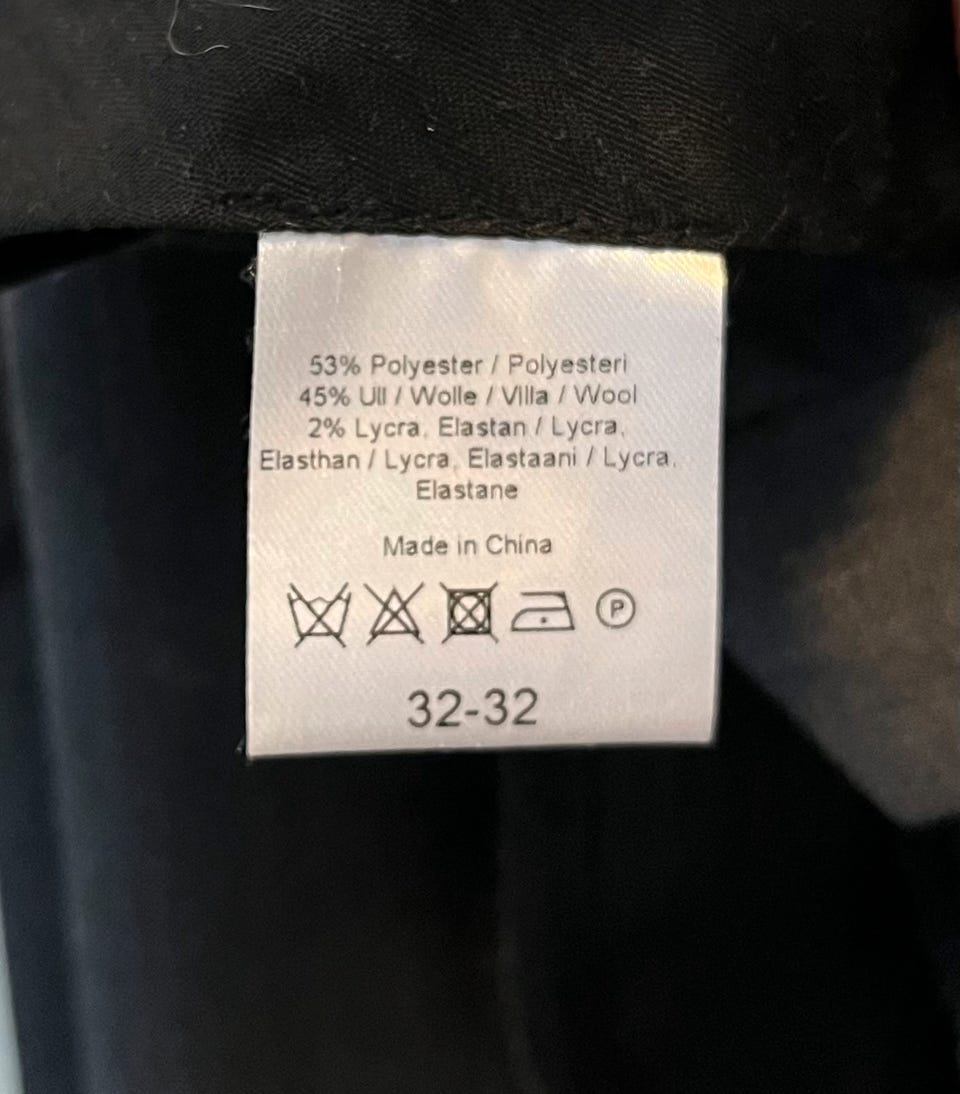 53% Polyester / Polyesteri
45% Ull / Wolle / Villa / Wool
2% Lycra, Elastan / Lycra,
Elasthan / Lycra, Elastaani / Lycra,
Elastane
Made in China
P
32-32